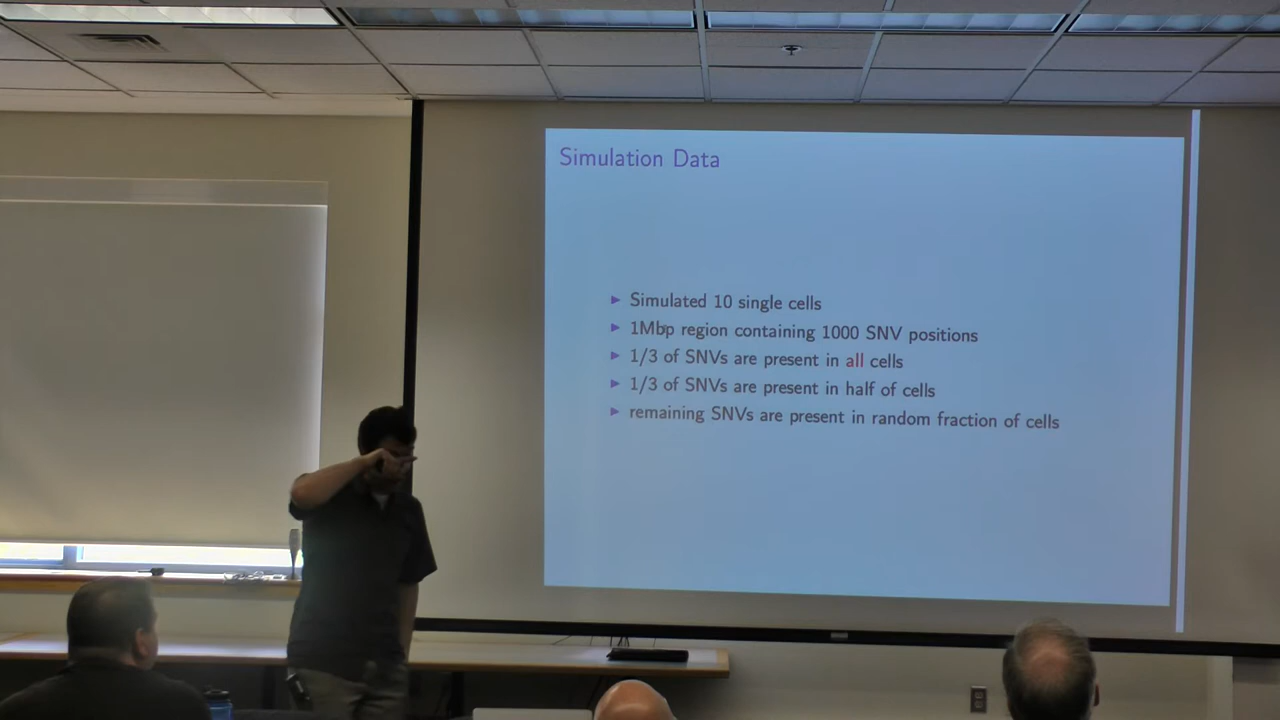 Simulation Data
Simulated 10 single cells
1Mbp region containing 1000 SNV positions
1/3 of SNVs are present in all cells
1/3 of SNVs are present in half of cells
remaining SNVs are present in random fraction of cells